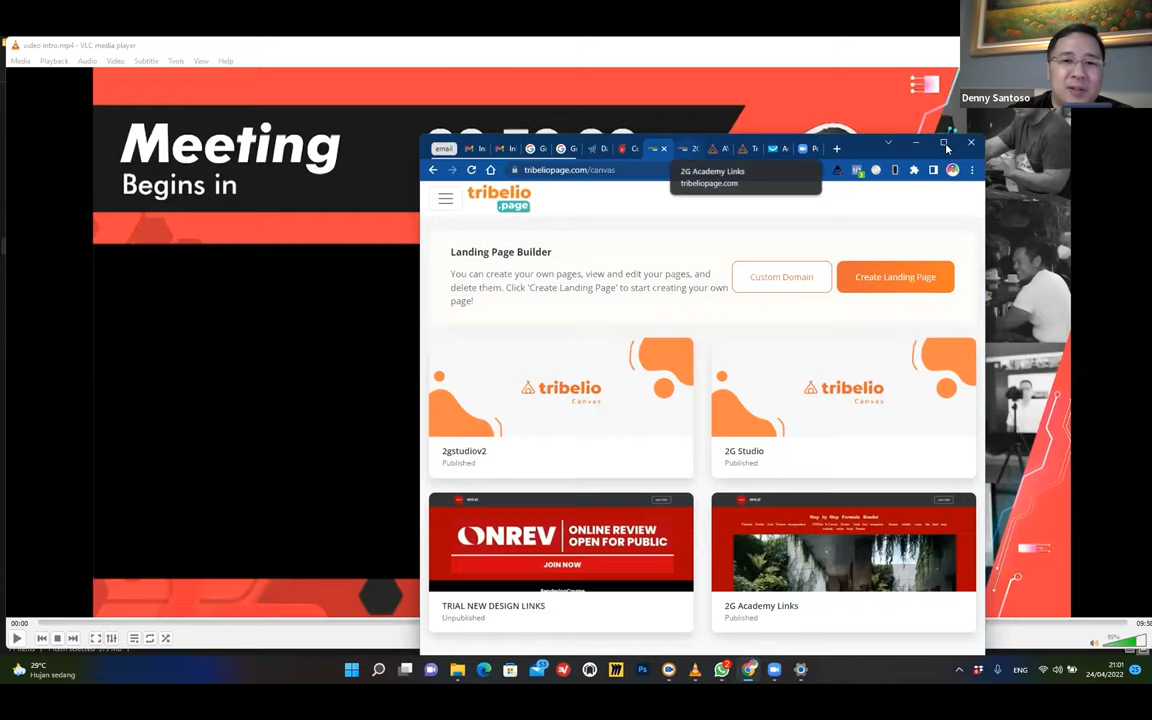 video intro.mp4 - VLC media player
Media Playback Audio Video Subtitle Tools View Help
Denny Santoso
Meeting
Begins in
email
2G Academy Links
tribeliopage.com
tribeliopage.com/canvas
tribelio
.page
Landing Page Builder
You can create your own pages, view and edit your pages, and
delete them. Click 'Create Landing Page' to start creating your own
page!
Custom Domain
Create Landing Page
tribelio
Canvas
tribelio
Canvas
2gstudiov2
Published
2G Studio
Published
ONREV
ONLINE REVIEW
OPEN FOR PUBLIC
JOIN NOW
RenderingCourse
Step by Step Formula Render
TRIAL NEW DESIGN LINKS
Unpublished
2G Academy Links
Published
00:00
09:58
95%
29°C
Hujan sedang
ENG
21:01
24/04/2022